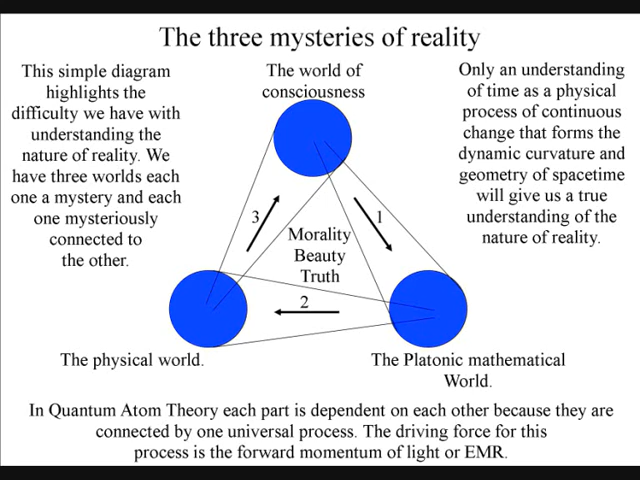 The three mysteries of reality
This simple diagram
highlights the
difficulty we have with
understanding the
nature of reality. We
have three worlds each
one a mystery and each
one mysteriously
connected to
the other.
The world of
consciousness
Only an understanding
of time as a physical
process of continuous
change that forms the
dynamic curvature and
geometry of spacetime
will give us a true
understanding of the
nature of reality.
3
1
Morality
Beauty
Truth
2
The physical world.
The Platonic mathematical
World.
In Quantum Atom Theory each part is dependent on each other because they are
connected by one universal process. The driving force for this
process is the forward momentum of light or EMR.